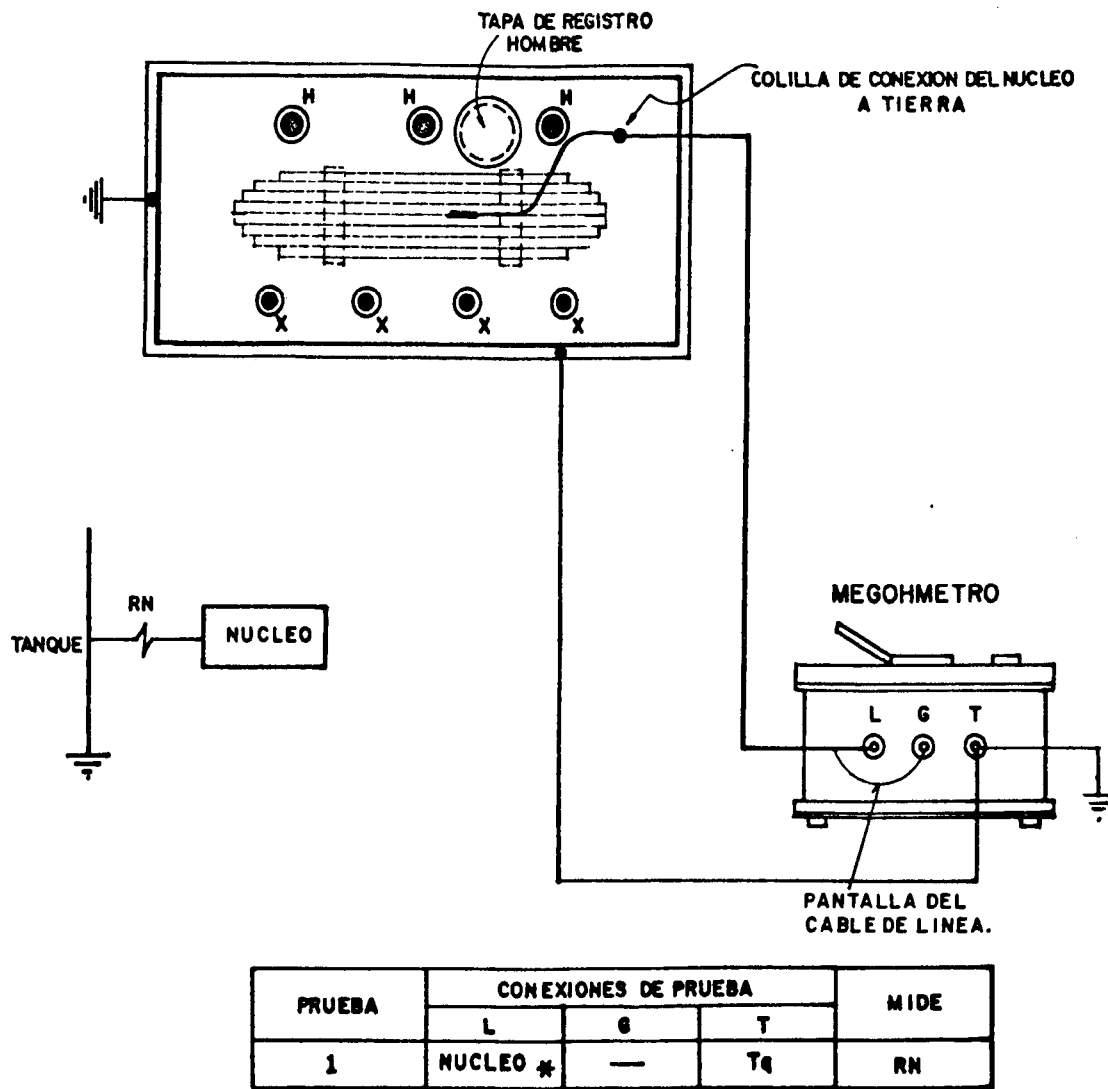 TAPA DE REGISTRO
HOMBRE
COLILLA DE CONEXION DEL NUCLEO
A TIERRA
H H H
X X X X
RN
TANQUE
NUCLEO
MEGOHMETRO
L G T
PANTALLA DEL
CABLE DE LINEA.
PRUEBA CONEXIONES DE PRUEBA MIDE
L G T
1 NUCLEO * — Tq RN